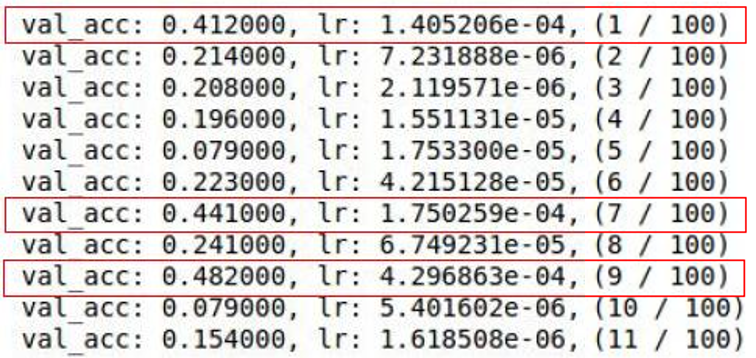 val_acc: 0.412000, lr: 1.405206e-04, (1 / 100)
val_acc: 0.214000, lr: 7.231888e-06, (2 / 100)
val_acc: 0.208000, lr: 2.119571e-06, (3 / 100)
val_acc: 0.196000, lr: 1.551131e-05, (4 / 100)
val_acc: 0.079000, lr: 1.753300e-05, (5 / 100)
val_acc: 0.223000, lr: 4.215128e-05, (6 / 100)
val_acc: 0.441000, lr: 1.750259e-04, (7 / 100)
val_acc: 0.241000, lr: 6.749231e-05, (8 / 100)
val_acc: 0.482000, lr: 4.296863e-04, (9 / 100)
val_acc: 0.079000, lr: 5.401602e-06, (10 / 100)
val_acc: 0.154000, lr: 1.618508e-06, (11 / 100)